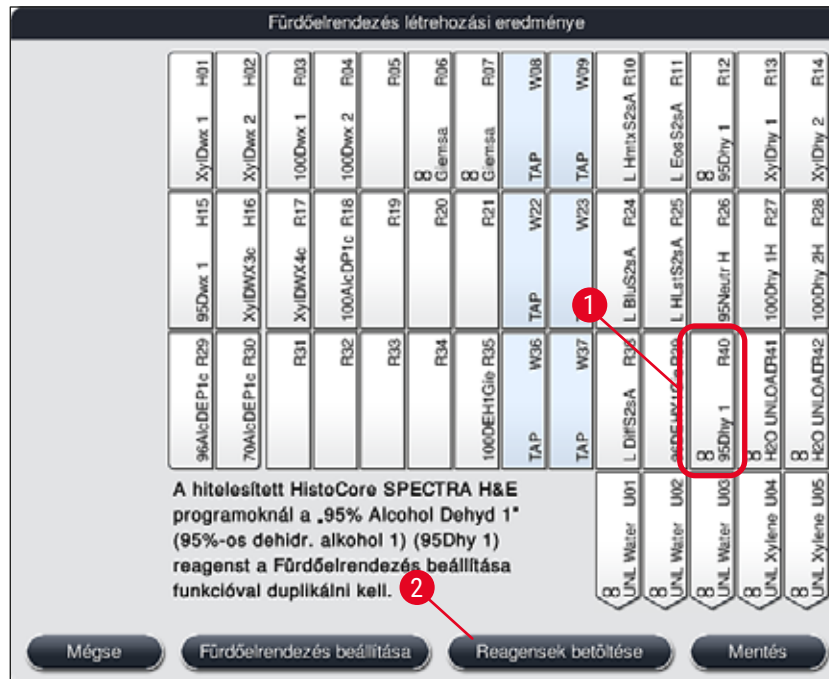 Fürdőelrendezés létrehozási eredménye
XylDwx 1 H01
XylDwx 2 H02
100Dwx 1 R03
100Dwx 2 R04
R05
∞ Giemsa R06
∞ Giemsa R07
TAP W08
TAP W09
L HmtxS2sA R10
L EosS2sA R11
∞ 95Dhy 1 R12
XylDhy 1 R13
XylDhy 2 R14
95Dwx 1 H15
XylDWX3c H16
XylDWX4c R17
100AlcDP1c R18
R19
R20
R21
TAP W22
W23
L BluS2sA R24
L HLstS2sA R25
95Neutr H R26
100Dhy 1H R27
100Dhy 2H R28
1
96AlcDEP1c R29
70AlcDEP1c R30
R31
R32
R33
R34
100DEH1Gie R35
TAP W36
TAP W37
L DiffS2sA R38
R39
∞ 95Dhy 1 R40
∞ H2O UNLOAD R41
∞ H2O UNLOAD R42
∞ UNL Water U01
∞ UNL Water U02
∞ UNL Water U03
∞ UNL Xylene U04
∞ UNL Xylene U05
A hitelesített HistoCore SPECTRA H&E
programoknál a „95% Alcohol Dehyd 1"
(95%-os dehidr. alkohol 1) (95Dhy 1)
reagenst a Fürdőelrendezés beállítása
funkcióval duplikálni kell.
2
Mégse
Fürdőelrendezés beállítása
Reagensek betöltése
Mentés